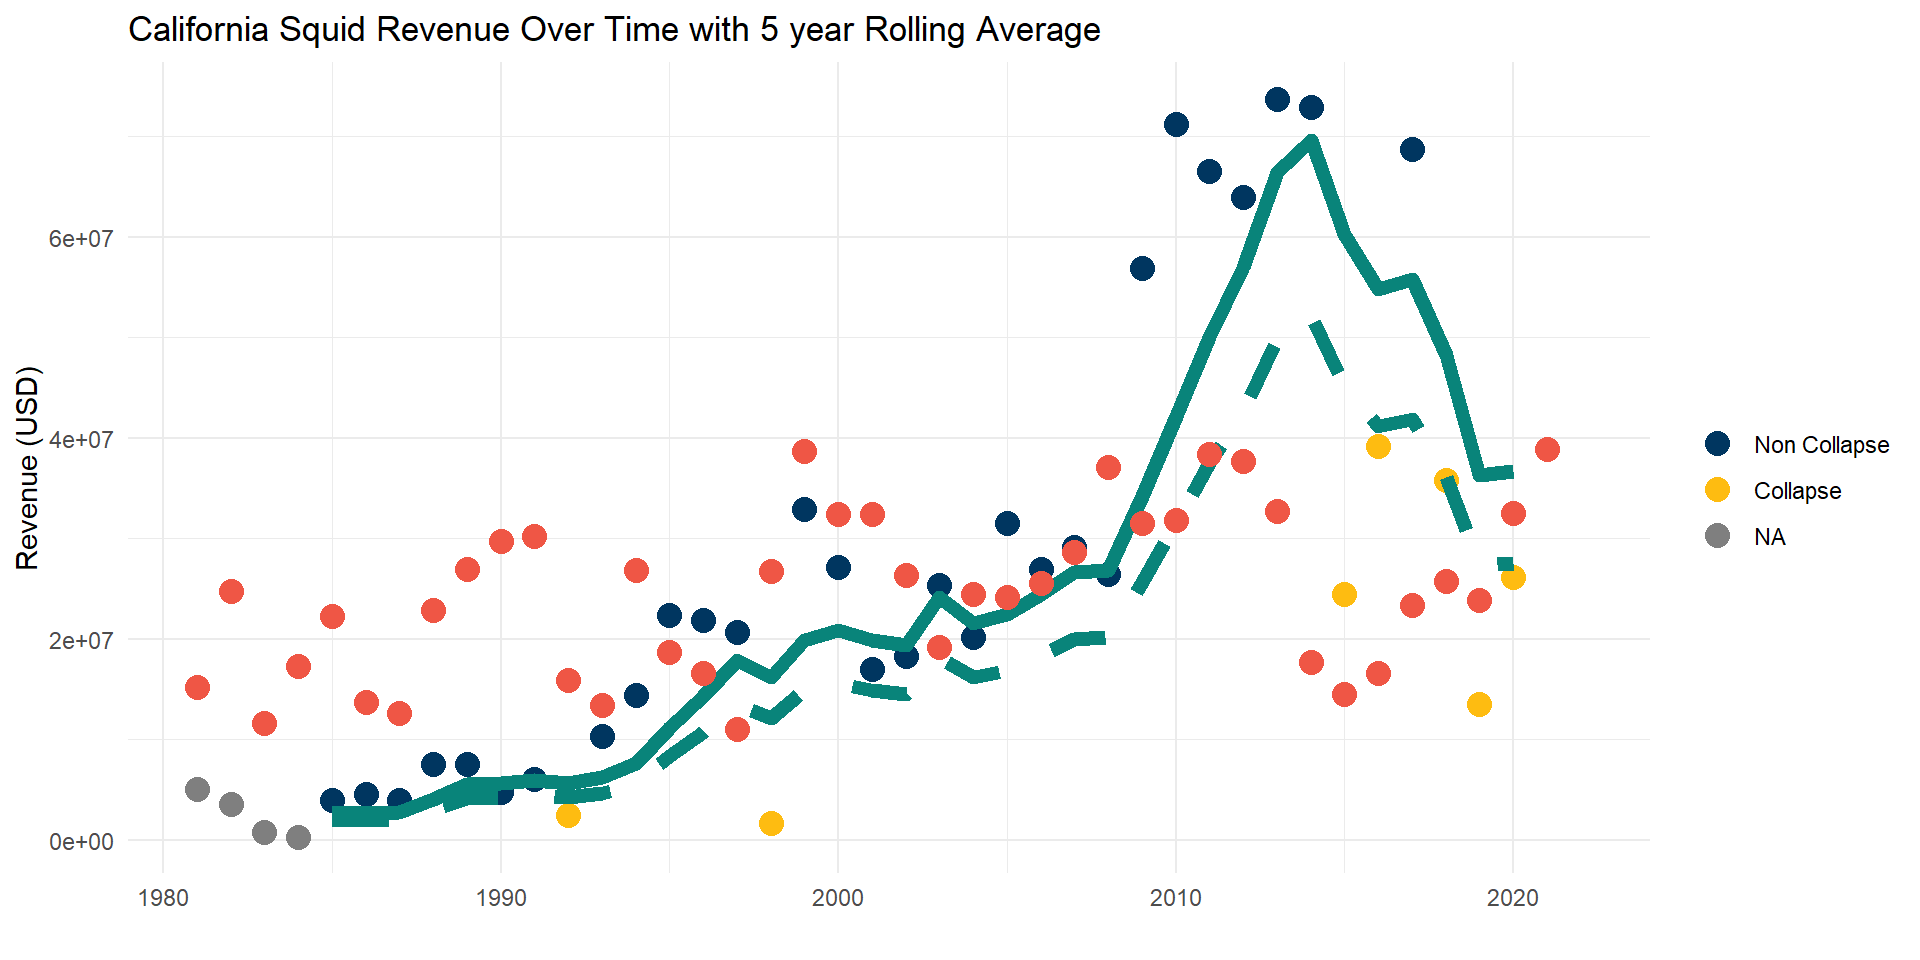 California Squid Revenue Over Time with 5 year Rolling Average
Revenue (USD)
6e+07
4e+07
2e+07
0e+00
1980
1990
2000
2010
2020
Non Collapse
Collapse
NA